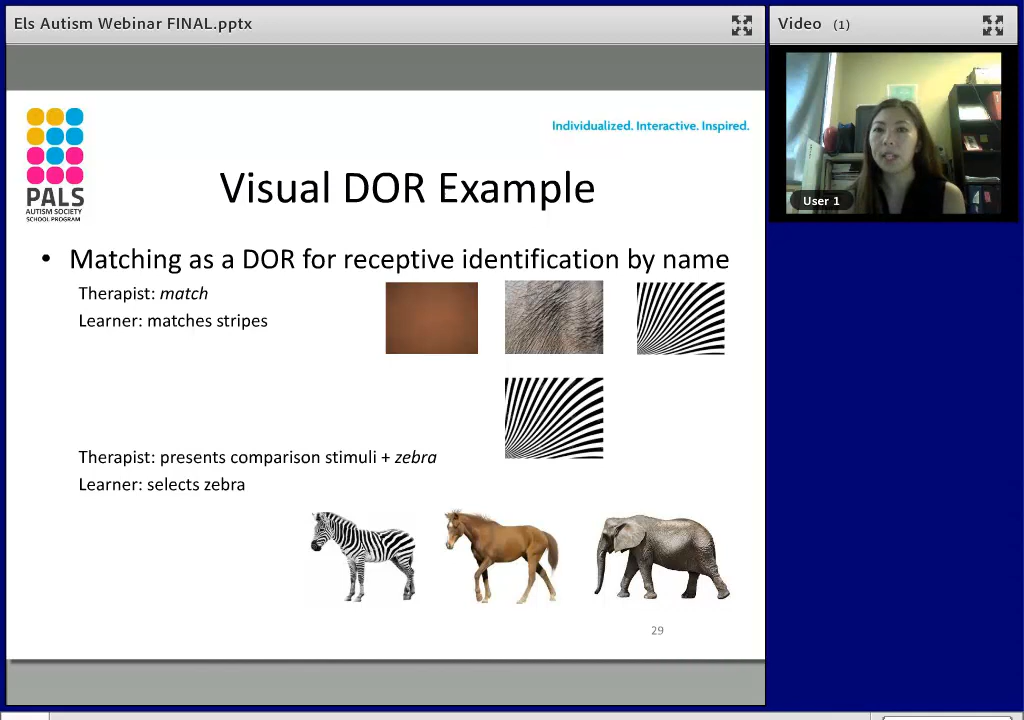 Els Autism Webinar FINAL.pptx
Video (1)
PALS
AUTISM SOCIETY
SCHOOL PROGRAM
Individualized. Interactive. Inspired.
Visual DOR Example
• Matching as a DOR for receptive identification by name
Therapist: match
Learner: matches stripes
Therapist: presents comparison stimuli + zebra
Learner: selects zebra
29
User 1